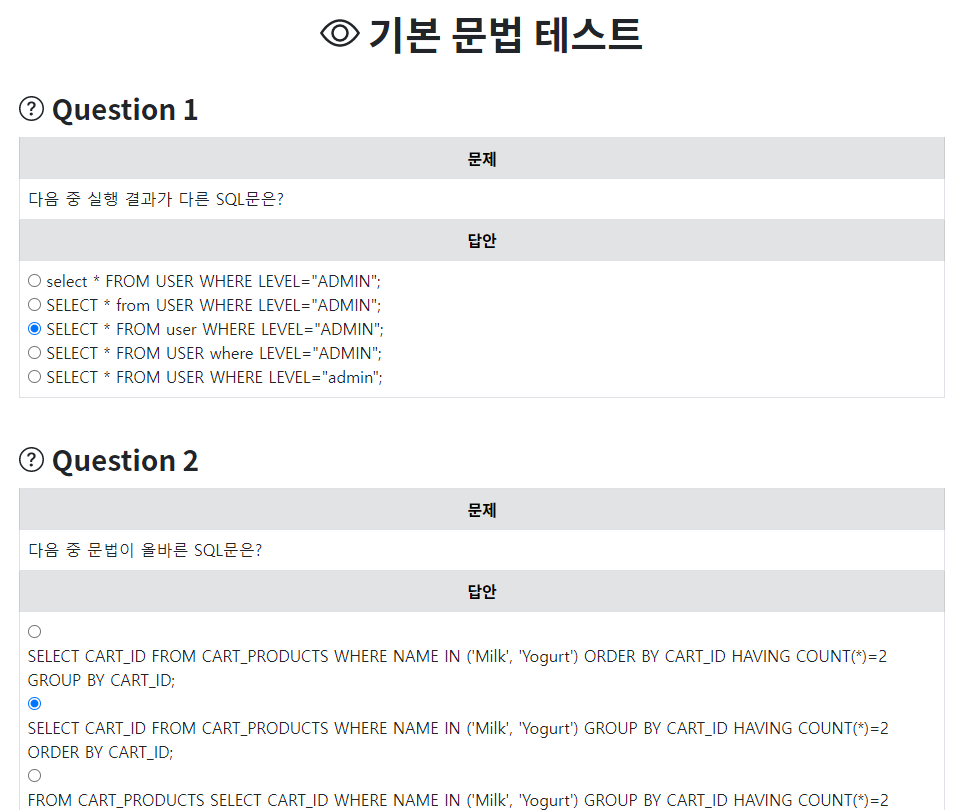 기본 문법 테스트
Question 1
문제
다음 중 실행 결과가 다른 SQL문은?
답안
select * FROM USER WHERE LEVEL="ADMIN";
SELECT * from USER WHERE LEVEL="ADMIN";
SELECT * FROM user WHERE LEVEL="ADMIN";
SELECT * FROM USER where LEVEL="ADMIN";
SELECT * FROM USER WHERE LEVEL="admin";
Question 2
문제
다음 중 문법이 올바른 SQL문은?
답안
SELECT CART_ID FROM CART_PRODUCTS WHERE NAME IN ('Milk', 'Yogurt') ORDER BY CART_ID HAVING COUNT(*)=2
GROUP BY CART_ID;
SELECT CART_ID FROM CART_PRODUCTS WHERE NAME IN ('Milk', 'Yogurt') GROUP BY CART_ID HAVING COUNT(*)=2
ORDER BY CART_ID;
FROM CART_PRODUCTS SELECT CART_ID WHERE NAME IN ('Milk', 'Yogurt') GROUP BY CART_ID HAVING COUNT(*)=2